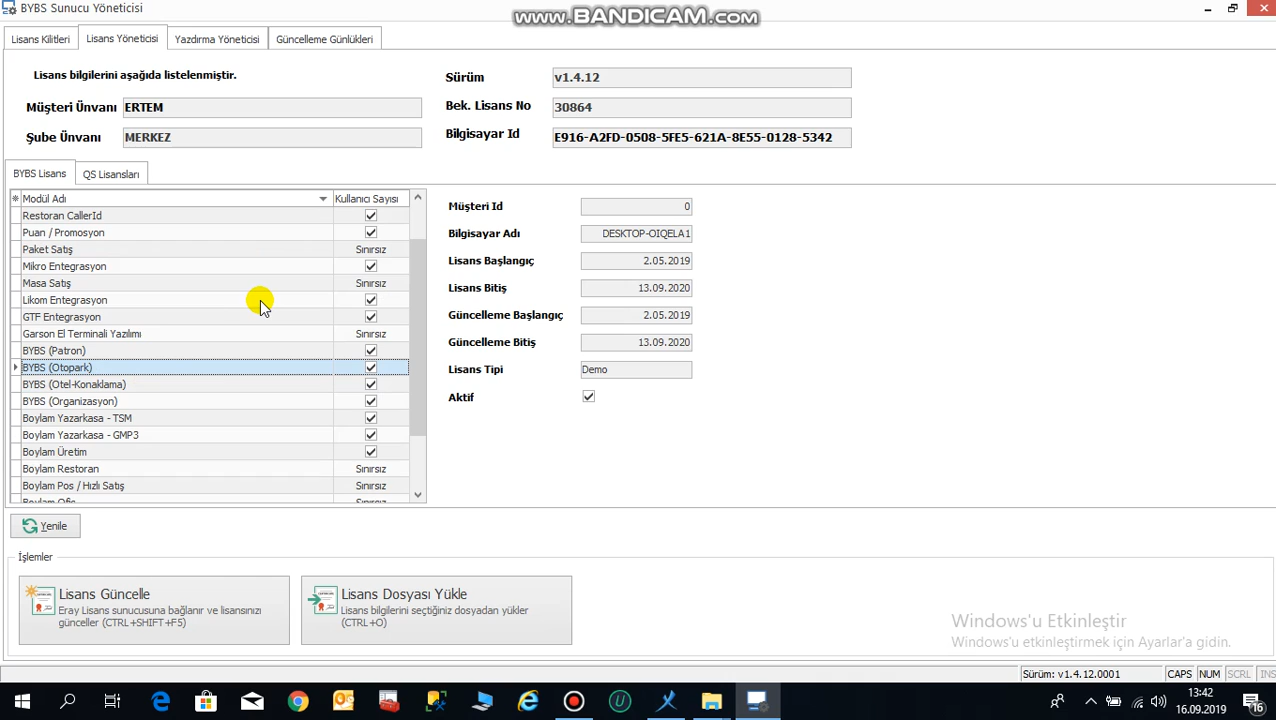 BYBS Sunucu Yöneticisi
www.BANDICAM.com
Lisans Kilitleri Lisans Yöneticisi Yazdırma Yöneticisi Güncelleme Günlükleri
Lisans bilgilerini aşağıda listelenmiştir.
Müşteri Ünvanı ERTEM
Şube Ünvanı MERKEZ
Sürüm v1.4.12
Bek. Lisans No 30864
Bilgisayar Id E916-A2FD-0508-5FE5-621A-8E55-0128-5342
BYBS Lisans QS Lisansları
Modül Adı Kullanıcı Sayısı
Restoran CallerId
Puan / Promosyon
Paket Satış Sınırsız
Mikro Entegrasyon
Masa Satış Sınırsız
Likom Entegrasyon
GTF Entegrasyon
Garson El Terminali Yazılımı Sınırsız
BYBS (Patron)
BYBS (Otopark)
BYBS (Otel-Konaklama)
BYBS (Organizasyon)
Boylam Yazarkasa - TSM
Boylam Yazarkasa - GMP3
Boylam Üretim
Boylam Restoran Sınırsız
Boylam Pos / Hızlı Satış Sınırsız
Boylam Ofis Sınırsız
Müşteri Id 0
Bilgisayar Adı DESKTOP-OIQELA1
Lisans Başlangıç 2.05.2019
Lisans Bitiş 13.09.2020
Güncelleme Başlangıç 2.05.2019
Güncelleme Bitiş 13.09.2020
Lisans Tipi Demo
Aktif
Yenile
İşlemler
Lisans Güncelle
Eray Lisans sunucusuna bağlanır ve lisansınızı
günceller (CTRL+SHIFT+F5)
Lisans Dosyası Yükle
Lisans bilgilerini seçtiğiniz dosyadan yükler
(CTRL+O)
Windows'u Etkinleştir
Windows'u etkinleştirmek için Ayarlar'a gidin.
Sürüm: v1.4.12.0001 CAPS NUM SCRL INS
13:42
16.09.2019
16